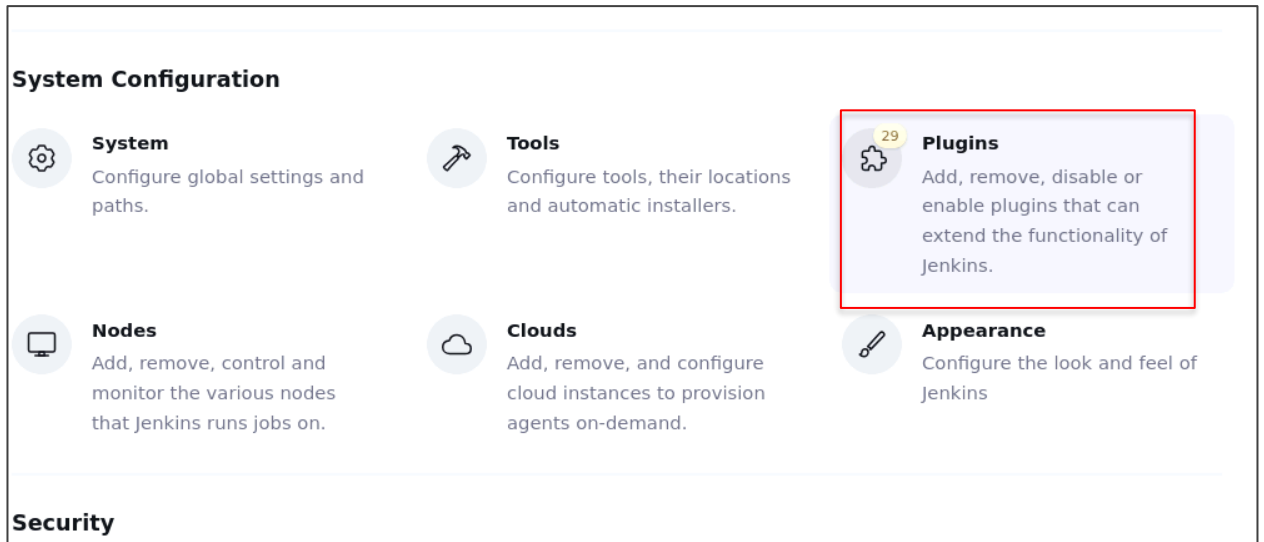 System Configuration
System
Configure global settings and
paths.
Tools
Configure tools, their locations
and automatic installers.
29
Plugins
Add, remove, disable or
enable plugins that can
extend the functionality of
Jenkins.
Nodes
Add, remove, control and
monitor the various nodes
that Jenkins runs jobs on.
Clouds
Add, remove, and configure
cloud instances to provision
agents on-demand.
Appearance
Configure the look and feel of
Jenkins
Security